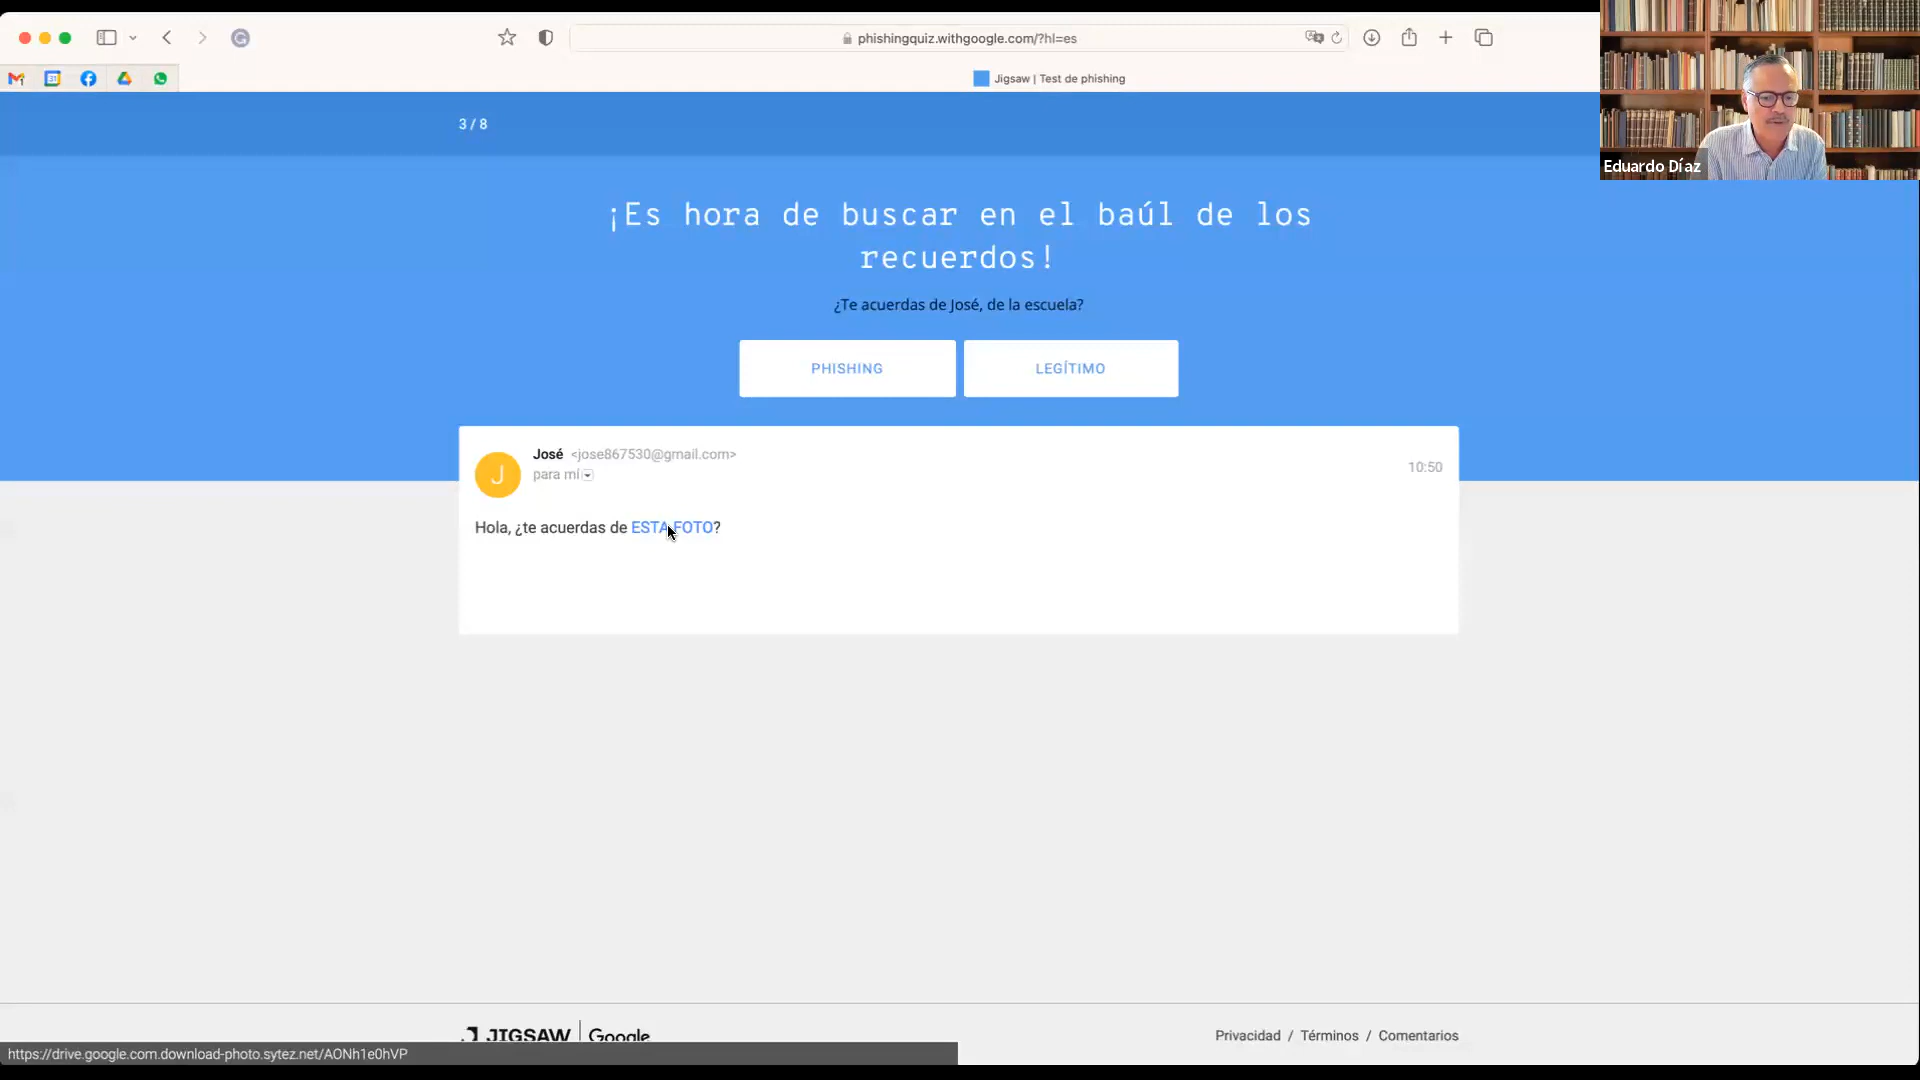 phishingquiz.withgoogle.com/?hl=es
Jigsaw | Test de phishing
Eduardo Díaz
3 / 8
¡Es hora de buscar en el baúl de los
recuerdos!
¿Te acuerdas de José, de la escuela?
PHISHING
LEGÍTIMO
J
José <jose867530@gmail.com>
para mí
10:50
Hola, ¿te acuerdas de ESTA FOTO?
JIGSAW | Google
Privacidad / Términos / Comentarios
https://drive.google.com.download-photo.sytez.net/AONh1e0hVP